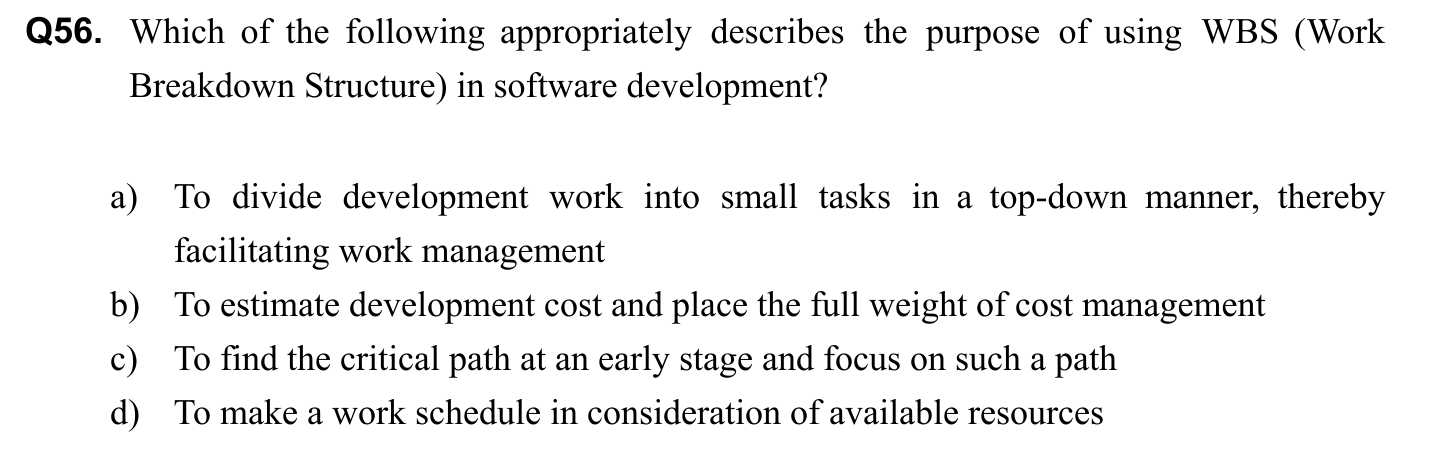 Q56. Which of the following appropriately describes the purpose of using WBS (Work
Breakdown Structure) in software development?
a) To divide development work into small tasks in a top-down manner, thereby
facilitating work management
b) To estimate development cost and place the full weight of cost management
c) To find the critical path at an early stage and focus on such a path
d) To make a work schedule in consideration of available resources